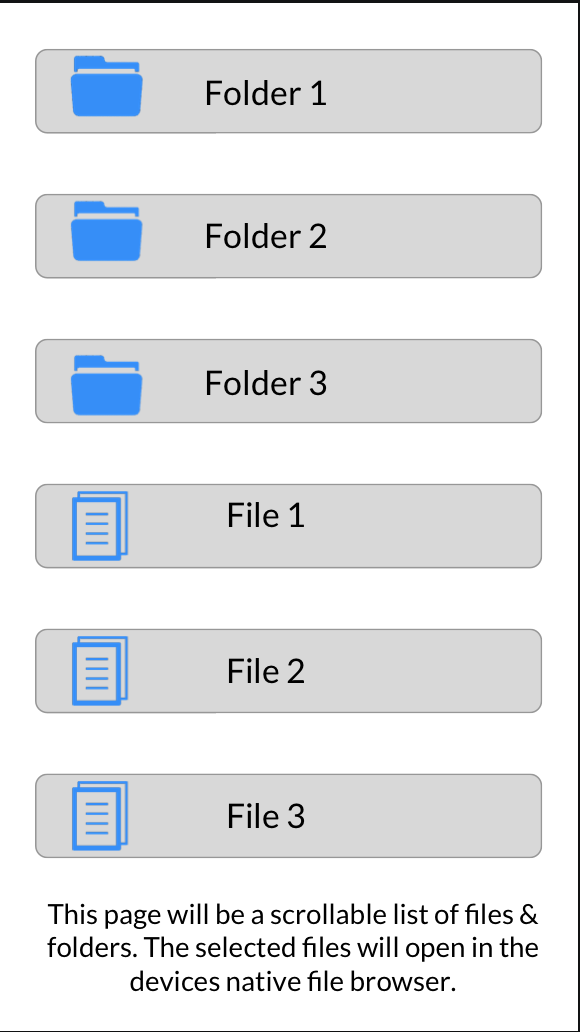 Folder 1
Folder 2
Folder 3
File 1
File 2
File 3
This page will be a scrollable list of files &
folders. The selected files will open in the
devices native file browser.